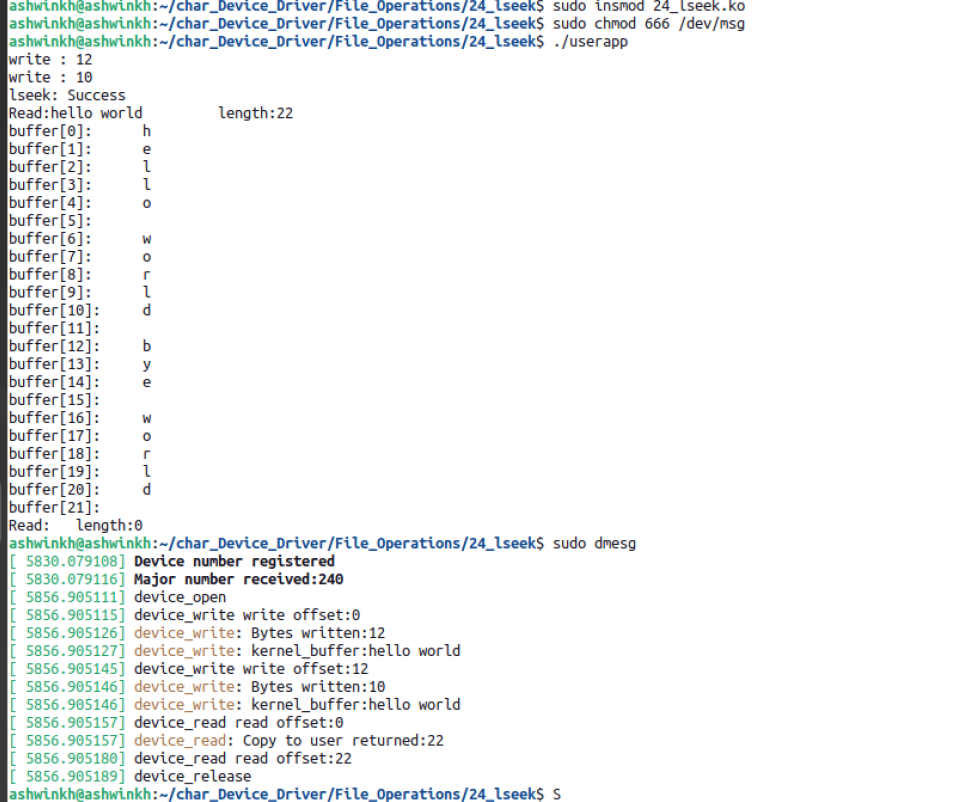 ashwinkh@ashwinkh:~/char_Device_Driver/File_Operations/24_lseek$ sudo insmod 24_lseek.ko
ashwinkh@ashwinkh:~/char_Device_Driver/File_Operations/24_lseek$ sudo chmod 666 /dev/msg
ashwinkh@ashwinkh:~/char_Device_Driver/File_Operations/24_lseek$ ./userapp
write : 12
write : 10
lseek: Success
Read:hello world         length:22
buffer[0]:      h
buffer[1]:      e
buffer[2]:      l
buffer[3]:      l
buffer[4]:      o
buffer[5]:
buffer[6]:      w
buffer[7]:      o
buffer[8]:      r
buffer[9]:      l
buffer[10]:     d
buffer[11]:
buffer[12]:     b
buffer[13]:     y
buffer[14]:     e
buffer[15]:
buffer[16]:     w
buffer[17]:     o
buffer[18]:     r
buffer[19]:     l
buffer[20]:     d
buffer[21]:
Read:   length:0
ashwinkh@ashwinkh:~/char_Device_Driver/File_Operations/24_lseek$ sudo dmesg
[ 5830.079108] Device number registered
[ 5830.079116] Major number received:240
[ 5856.905111] device_open
[ 5856.905115] device_write write offset:0
[ 5856.905126] device_write: Bytes written:12
[ 5856.905127] device_write: kernel_buffer:hello world
[ 5856.905145] device_write write offset:12
[ 5856.905146] device_write: Bytes written:10
[ 5856.905146] device_write: kernel_buffer:hello world
[ 5856.905157] device_read read offset:0
[ 5856.905157] device_read: Copy to user returned:22
[ 5856.905180] device_read read offset:22
[ 5856.905189] device_release
ashwinkh@ashwinkh:~/char_Device_Driver/File_Operations/24_lseek$ S